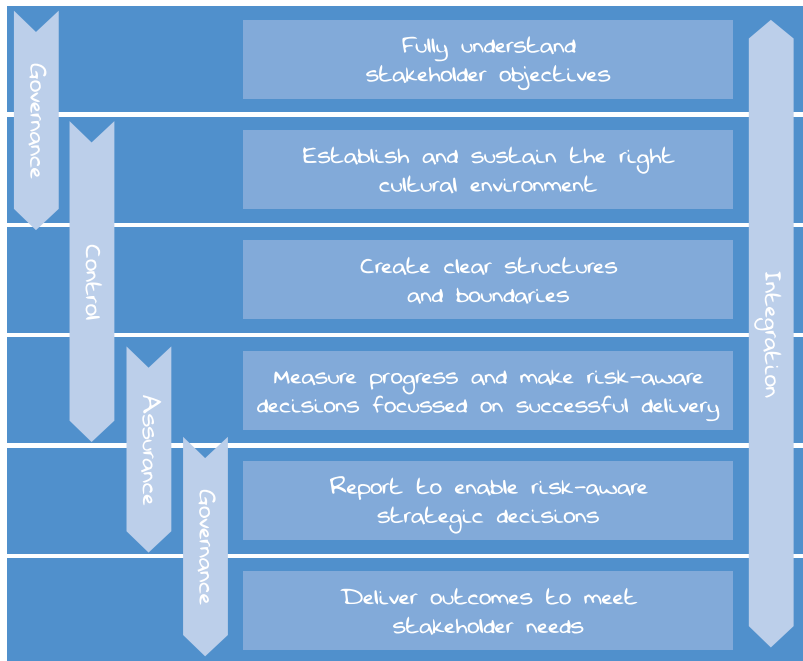 Governance
Fully understand
stakeholder objectives
Control
Establish and sustain the right
cultural environment
Create clear structures
and boundaries
Integration
Assurance
Measure progress and make risk-aware
decisions focussed on successful delivery
Governance
Report to enable risk-aware
strategic decisions
Deliver outcomes to meet
stakeholder needs